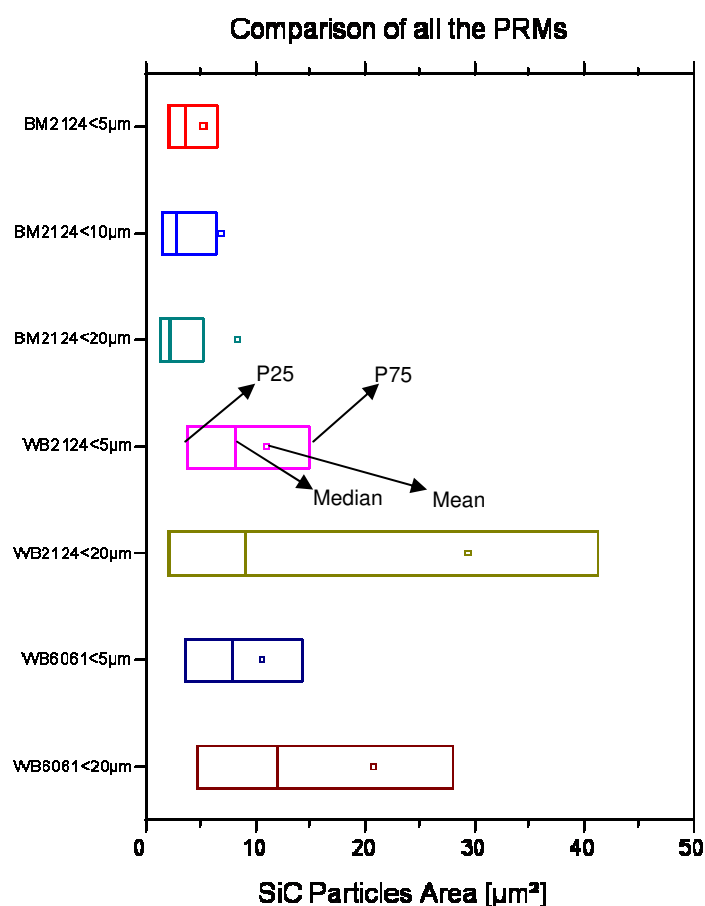 Comparison of all the PRMs
BM2124<5µm
BM2124<10µm
BM2124<20µm
P25
P75
WB2124<5µm
Median
Mean
WB2124<20µm
WB6061<5µm
WB6061<20µm
0 10 20 30 40 50
SiC Particles Area [µm²]